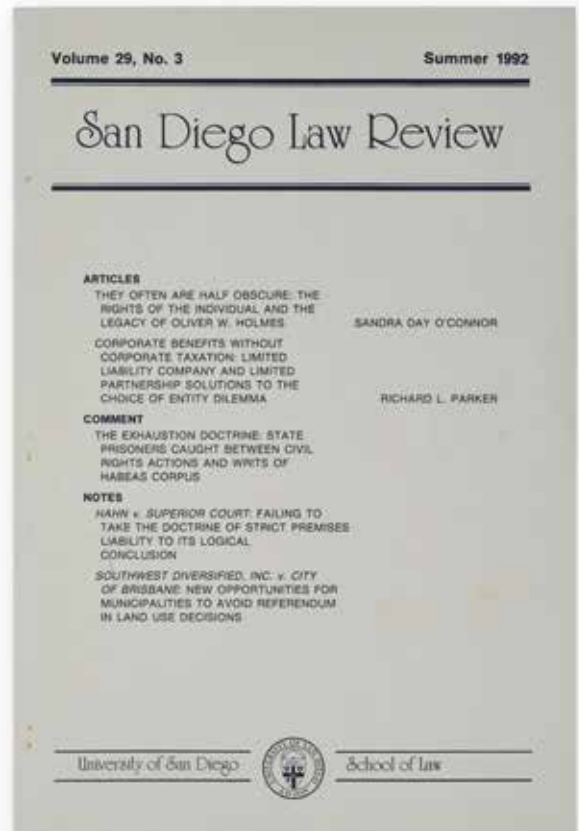 Volume 29, No. 3 Summer 1992
San Diego Law Review
ARTICLES
THEY OFTEN ARE HALF OBSCURE: THE
RIGHTS OF THE INDIVIDUAL AND THE
LEGACY OF OLIVER W. HOLMES SANDRA DAY O'CONNOR
CORPORATE BENEFITS WITHOUT
CORPORATE TAXATION: LIMITED
LIABILITY COMPANY AND LIMITED
PARTNERSHIP SOLUTIONS TO THE
CHOICE OF ENTITY DILEMMA RICHARD L. PARKER
COMMENT
THE EXHAUSTION DOCTRINE: STATE
PRISONERS CAUGHT BETWEEN CIVIL
RIGHTS ACTIONS AND WRITS OF
HABEAS CORPUS
NOTES
HAHN v. SUPERIOR COURT: FAILING TO
TAKE THE DOCTRINE OF STRICT PREMISES
LIABILITY TO ITS LOGICAL
CONCLUSION
SOUTHWEST DIVERSIFIED, INC. v. CITY
OF BRISBANE: NEW OPPORTUNITIES FOR
MUNICIPALITIES TO AVOID REFERENDUM
IN LAND USE DECISIONS
University of San Diego School of Law